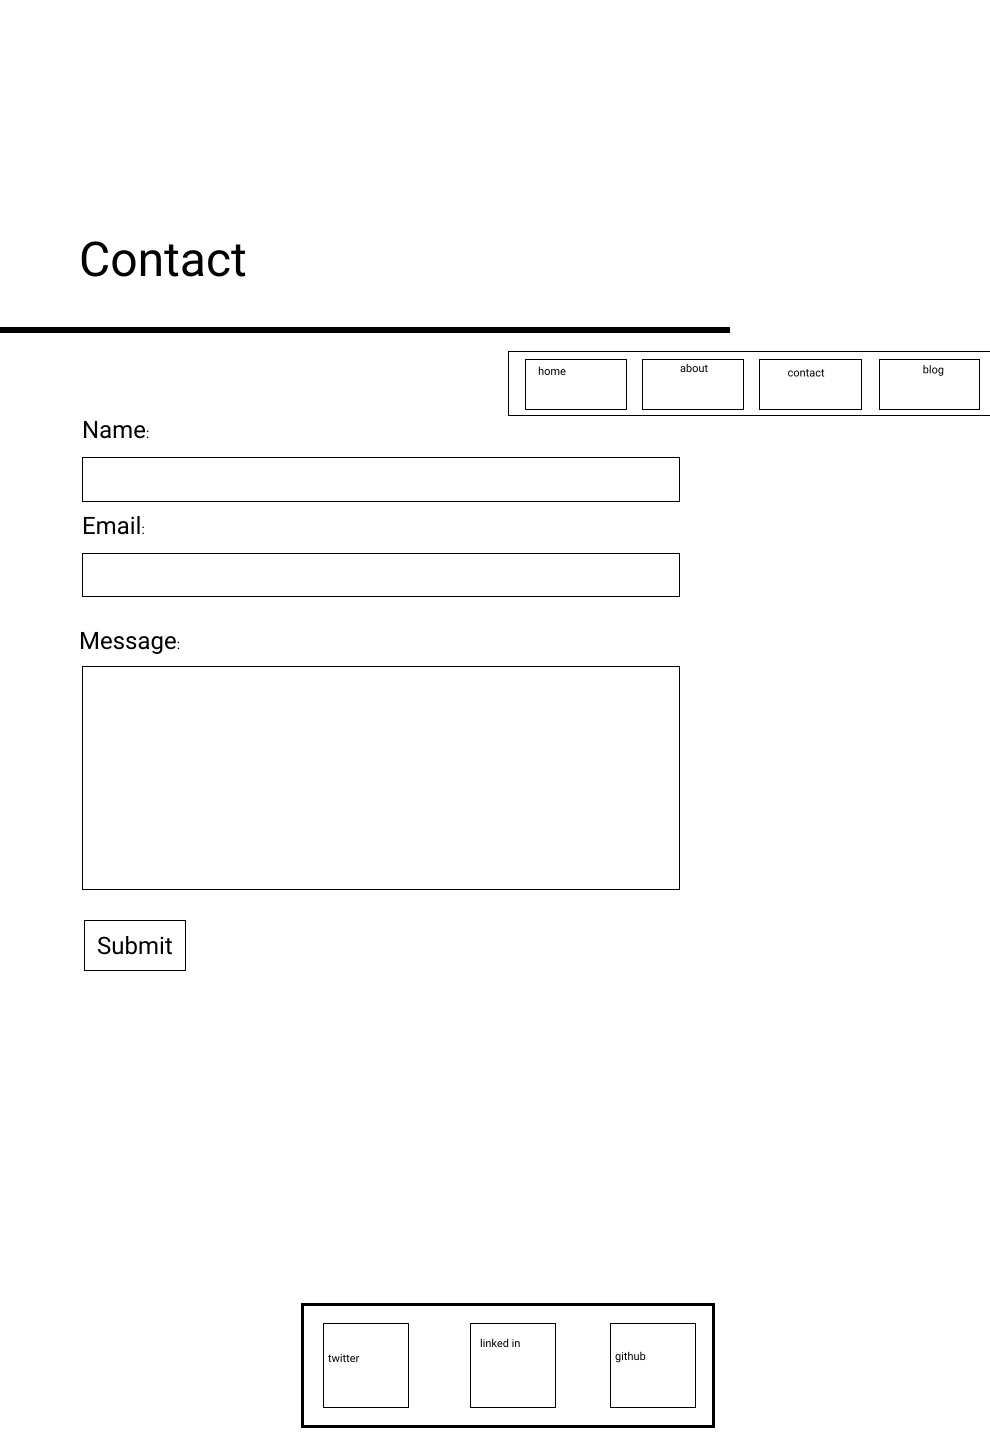 Contact
home about contact blog
Name:
Email:
Message:
Submit
twitter linked in github